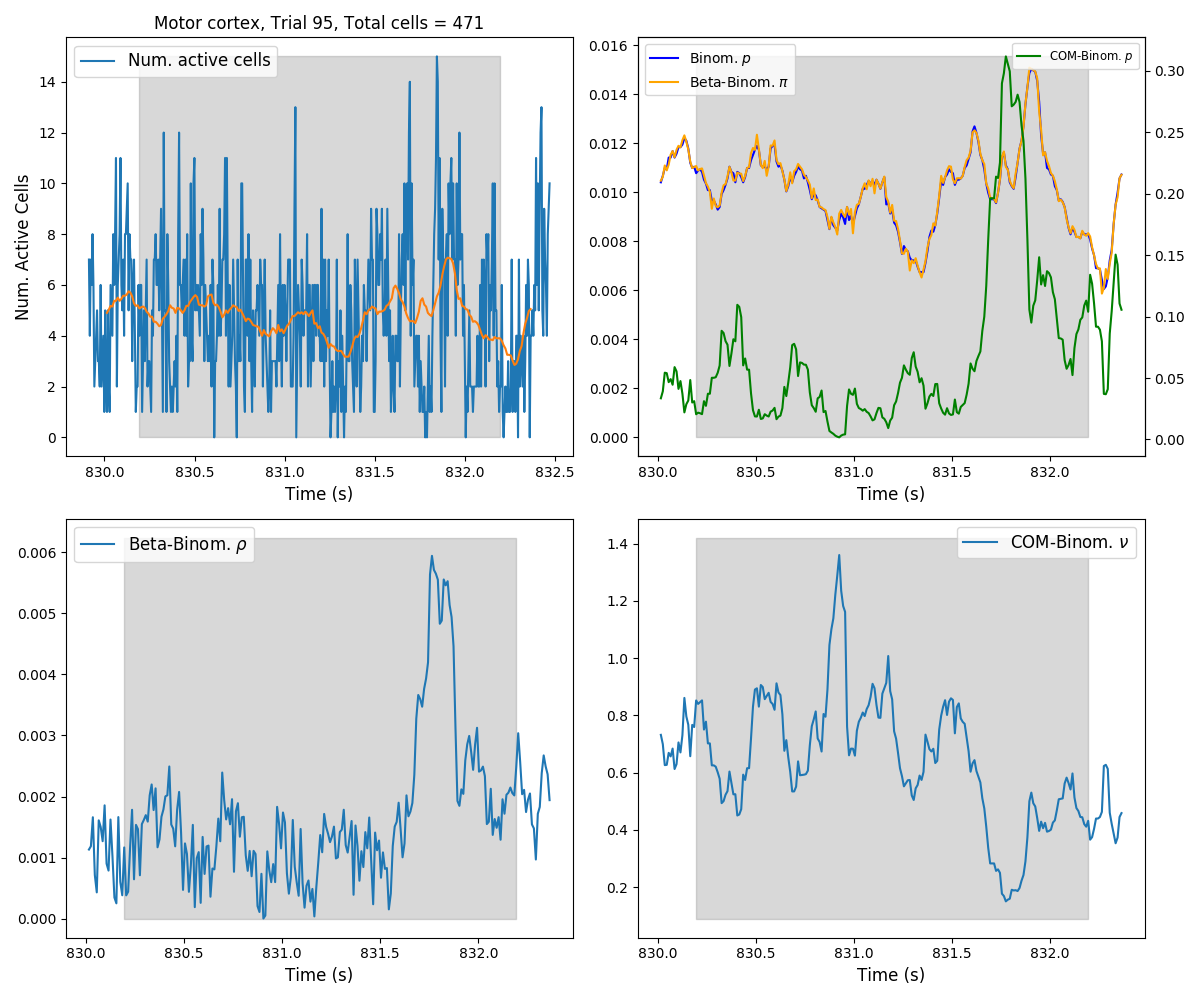 Motor cortex, Trial 95, Total cells = 471
Num. active cells
Num. Active Cells
14
12
10
8
6
4
2
0
830.0 830.5 831.0 831.5 832.0 832.5
Time (s)
Binom. p
Beta-Binom. π
COM-Binom. p
0.016
0.014
0.012
0.010
0.008
0.006
0.004
0.002
0.000
0.30
0.25
0.20
0.15
0.10
0.05
0.00
830.0 830.5 831.0 831.5 832.0
Time (s)
Beta-Binom. ρ
0.006
0.005
0.004
0.003
0.002
0.001
0.000
830.0 830.5 831.0 831.5 832.0
Time (s)
COM-Binom. ν
1.4
1.2
1.0
0.8
0.6
0.4
0.2
830.0 830.5 831.0 831.5 832.0
Time (s)